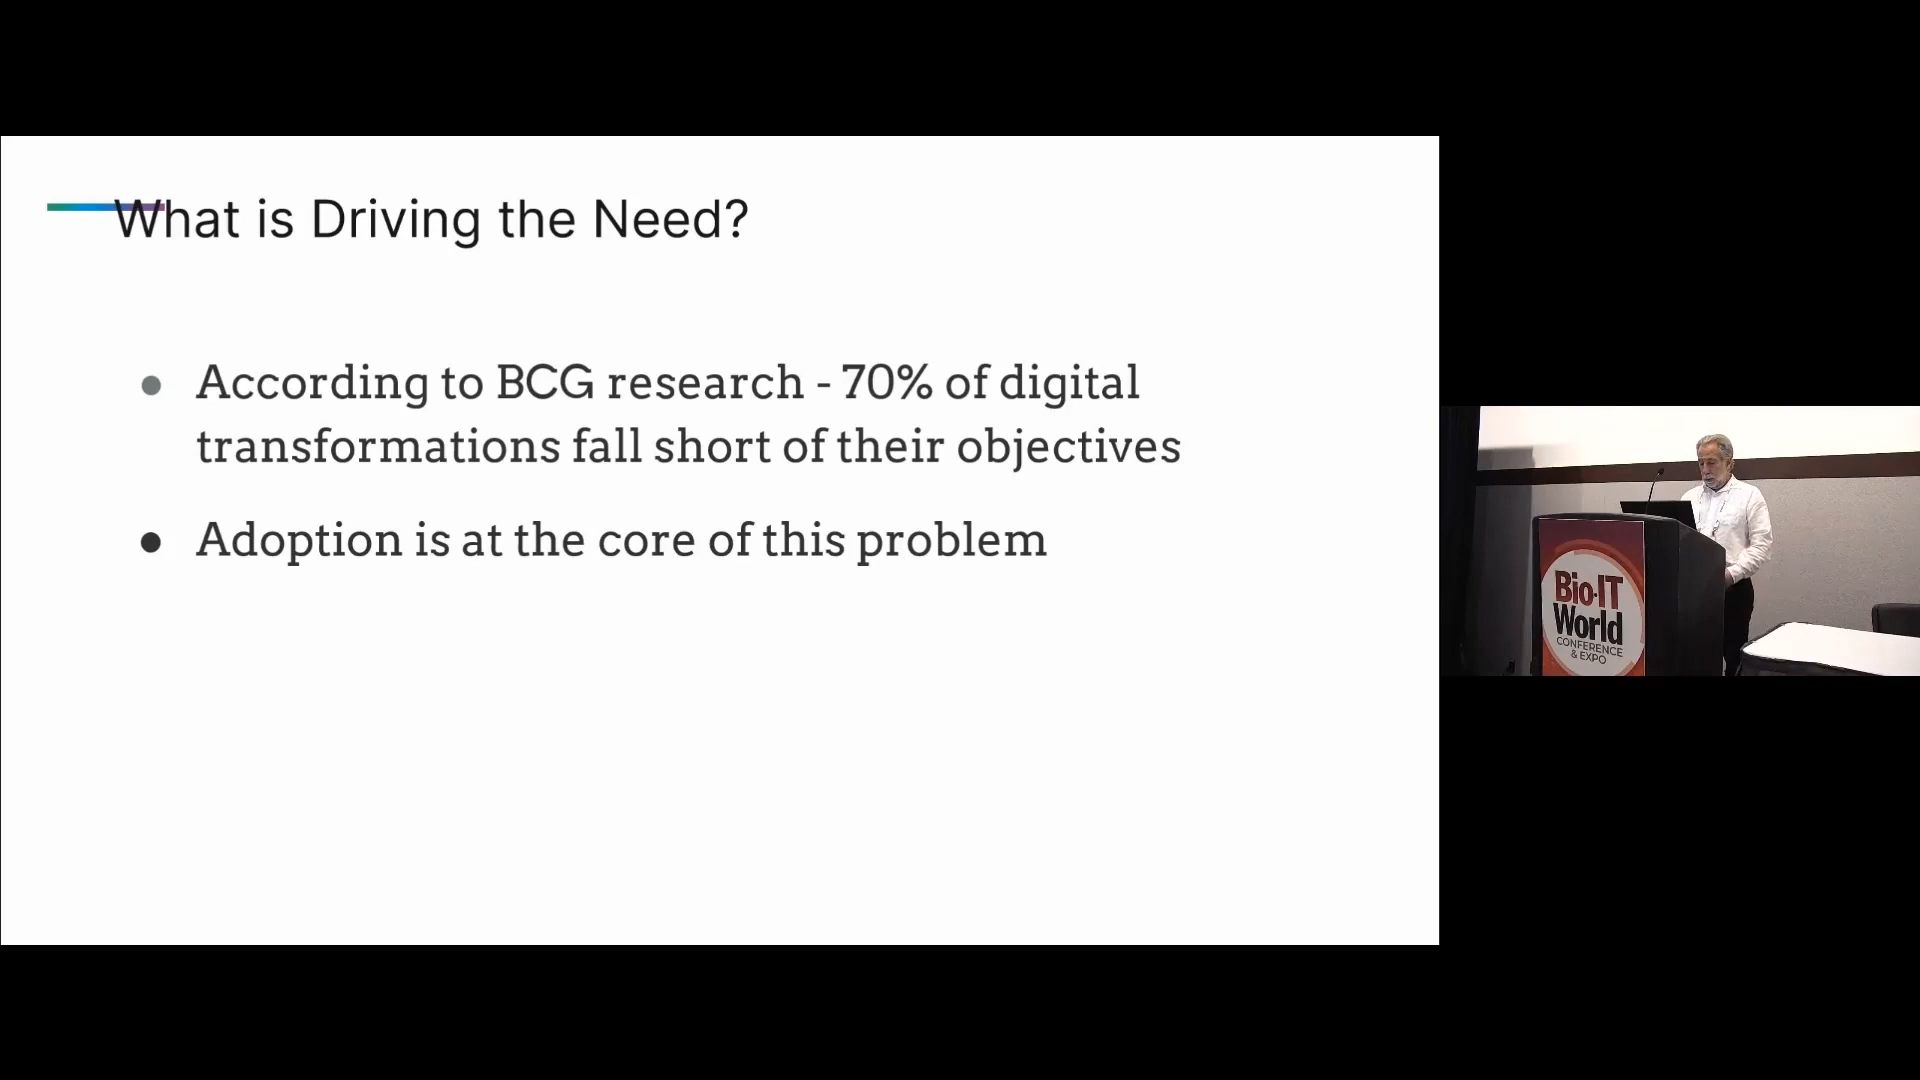 What is Driving the Need?
● According to BCG research - 70% of digital
transformations fall short of their objectives
● Adoption is at the core of this problem
Bio-IT
World
CONFERENCE
& EXPO